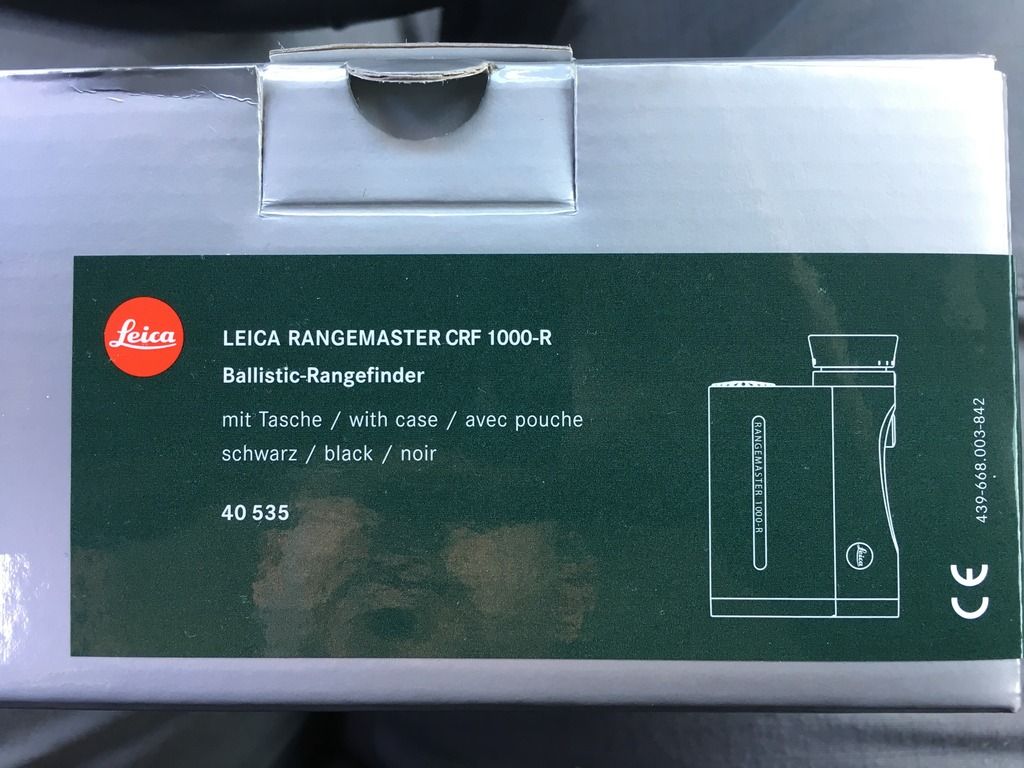 Leica
LEICA RANGEMASTER CRF 1000-R
Ballistic-Rangefinder
mit Tasche / with case / avec pouche
schwarz / black / noir
40 535
RANGEMASTER 1000-R
Leica
439-668.003-842
CE